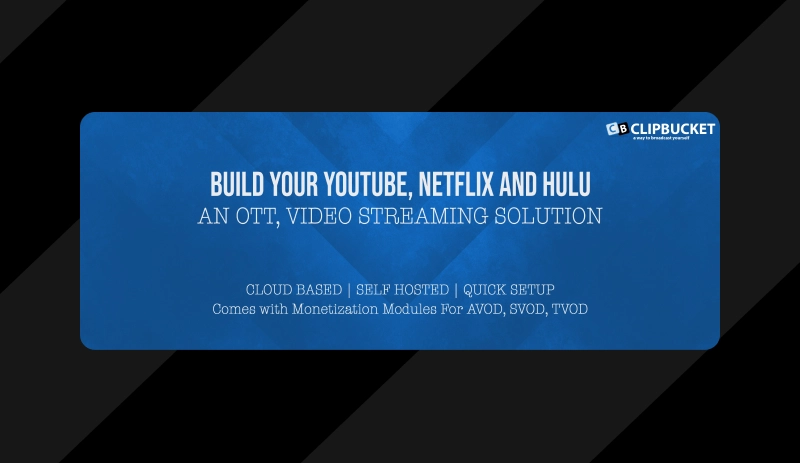 CB CLIPBUCKET
a way to broadcast yourself
BUILD YOUR YOUTUBE, NETFLIX AND HULU
AN OTT, VIDEO STREAMING SOLUTION
CLOUD BASED | SELF HOSTED | QUICK SETUP
Comes with Monetization Modules For AVOD, SVOD, TVOD